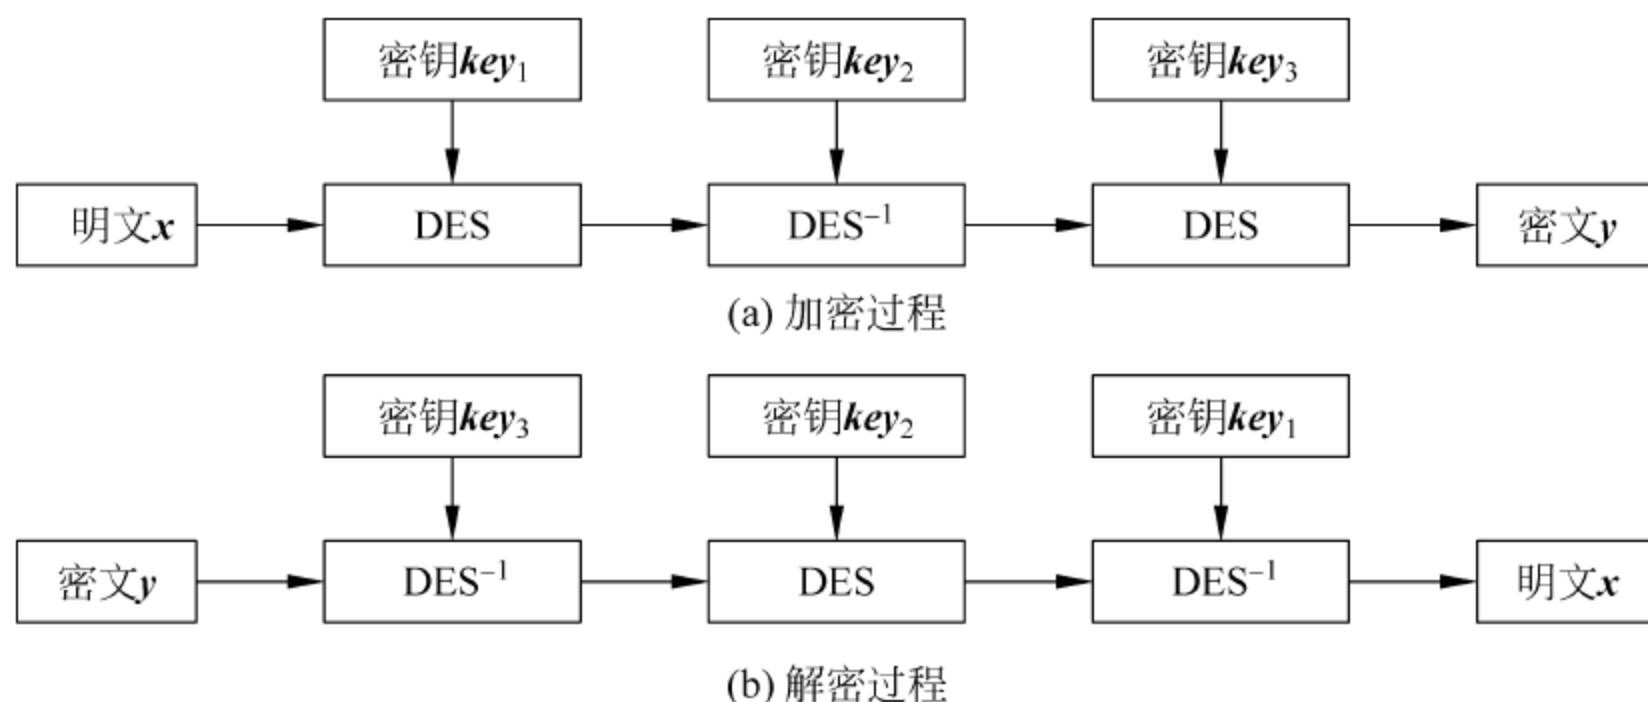 密钥key₁ 密钥key₂ 密钥key₃
明文x DES DES⁻¹ DES 密文y
(a) 加密过程
密钥key₃ 密钥key₂ 密钥key₁
密文y DES⁻¹ DES DES⁻¹ 明文x
(b) 解密过程